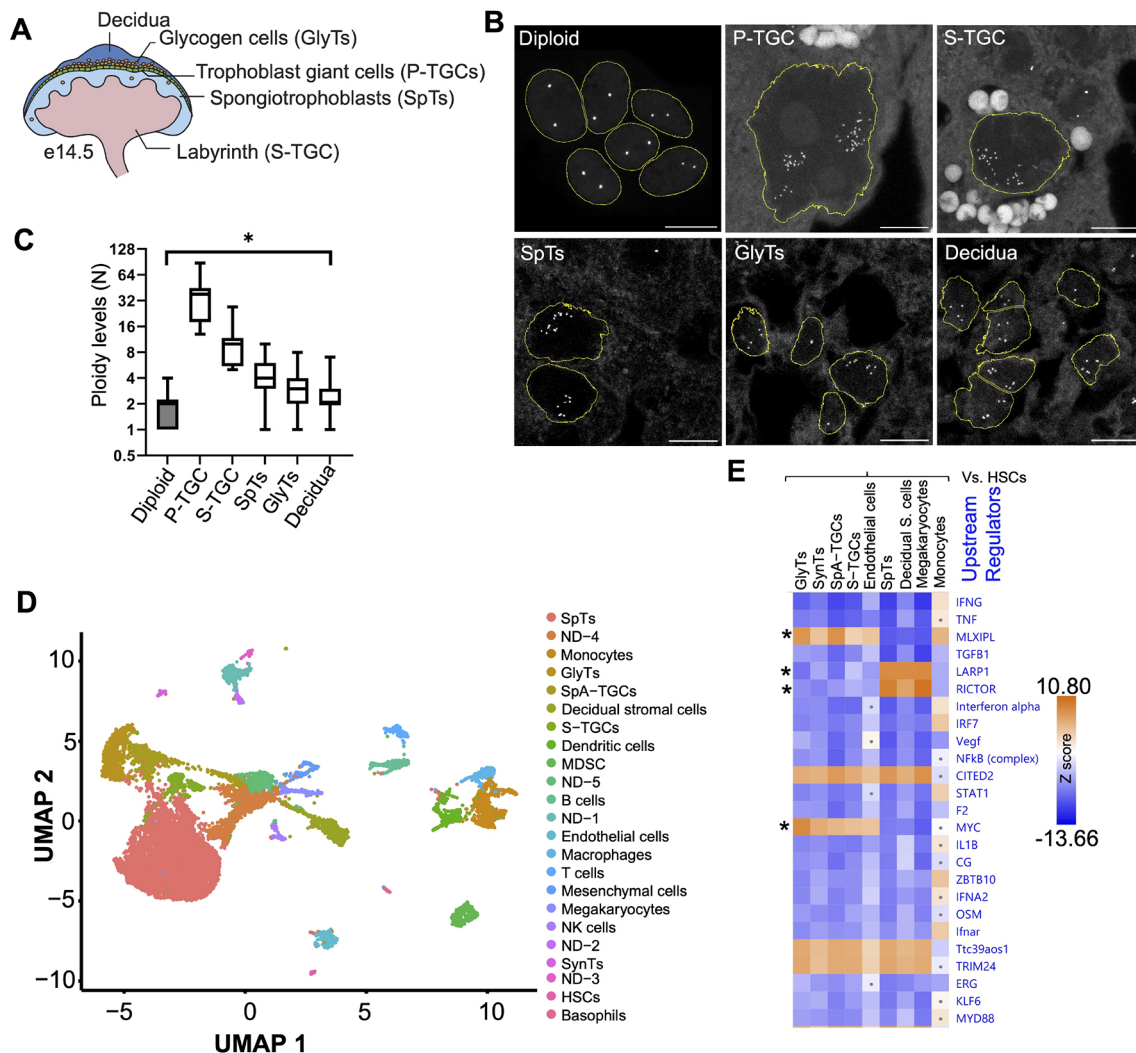 A
Decidua
Glycogen cells (GlyTs)
Trophoblast giant cells (P-TGCs)
Spongiotrophoblasts (SpTs)
e14.5
Labyrinth (S-TGC)
B
Diploid
P-TGC
S-TGC
SpTs
GlyTs
Decidua
C
*
Ploidy levels (N)
128
64
32
16
8
4
2
1
0.5
Diploid
P-TGC
S-TGC
SpTs
GlyTs
Decidua
D
UMAP 2
10
5
0
−5
−10
−5
0
5
10
UMAP 1
SpTs
ND−4
Monocytes
GlyTs
SpA−TGCs
Decidual stromal cells
S−TGCs
Dendritic cells
MDSC
ND−5
B cells
ND−1
Endothelial cells
Macrophages
T cells
Mesenchymal cells
Megakaryocytes
NK cells
ND−2
SynTs
ND−3
HSCs
Basophils
E
Vs. HSCs
GlyTs
SynTs
SpA−TGCs
S−TGCs
Endothelial cells
SpTs
Decidual S. cells
Megakaryocytes
Monocytes
Upstream
Regulators
IFNG
TNF
* MLXIPL
TGFB1
* LARP1
* RICTOR
Interferon alpha
IRF7
Vegf
NFkB (complex)
CITED2
STAT1
F2
* MYC
IL1B
CG
ZBTB10
IFNA2
OSM
Ifnar
Ttc39aos1
TRIM24
ERG
KLF6
MYD88
10.80
Z score
-13.66